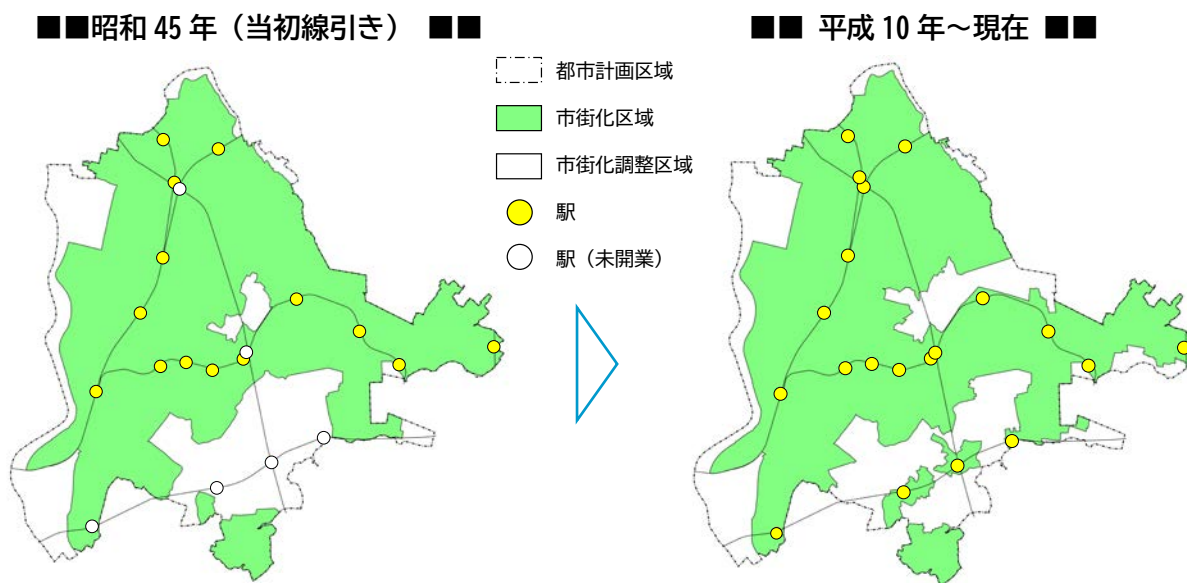 ■■昭和 45 年（当初線引き） ■■
■■ 平成 10 年～現在 ■■
都市計画区域
市街化区域
市街化調整区域
駅
駅（未開業）